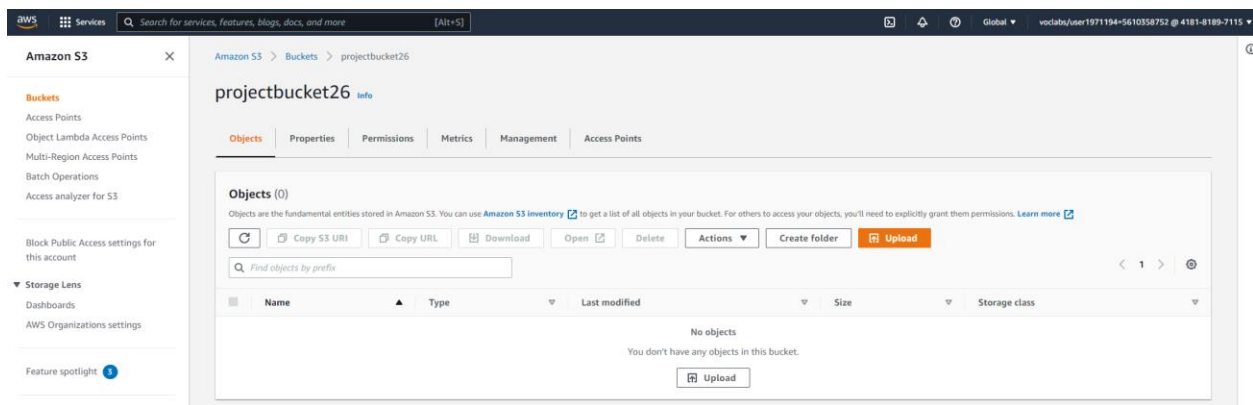 aws Services Search for services, features, blogs, docs, and more [Alt+S] Global ▼ voclabs/user1971194=5610358752 @ 4181-8189-7115 ▼
Amazon S3
Buckets
Access Points
Object Lambda Access Points
Multi-Region Access Points
Batch Operations
Access analyzer for S3
Block Public Access settings for
this account
▼ Storage Lens
Dashboards
AWS Organizations settings
Feature spotlight 3
Amazon S3 > Buckets > projectbucket26
projectbucket26 Info
Objects Properties Permissions Metrics Management Access Points
Objects (0)
Objects are the fundamental entities stored in Amazon S3. You can use Amazon S3 inventory to get a list of all objects in your bucket. For others to access your objects, you'll need to explicitly grant them permissions. Learn more
Copy S3 URI Copy URL Download Open Delete Actions ▼ Create folder Upload
Find objects by prefix < 1 >
Name ▲ Type Last modified Size Storage class
No objects
You don't have any objects in this bucket.
Upload